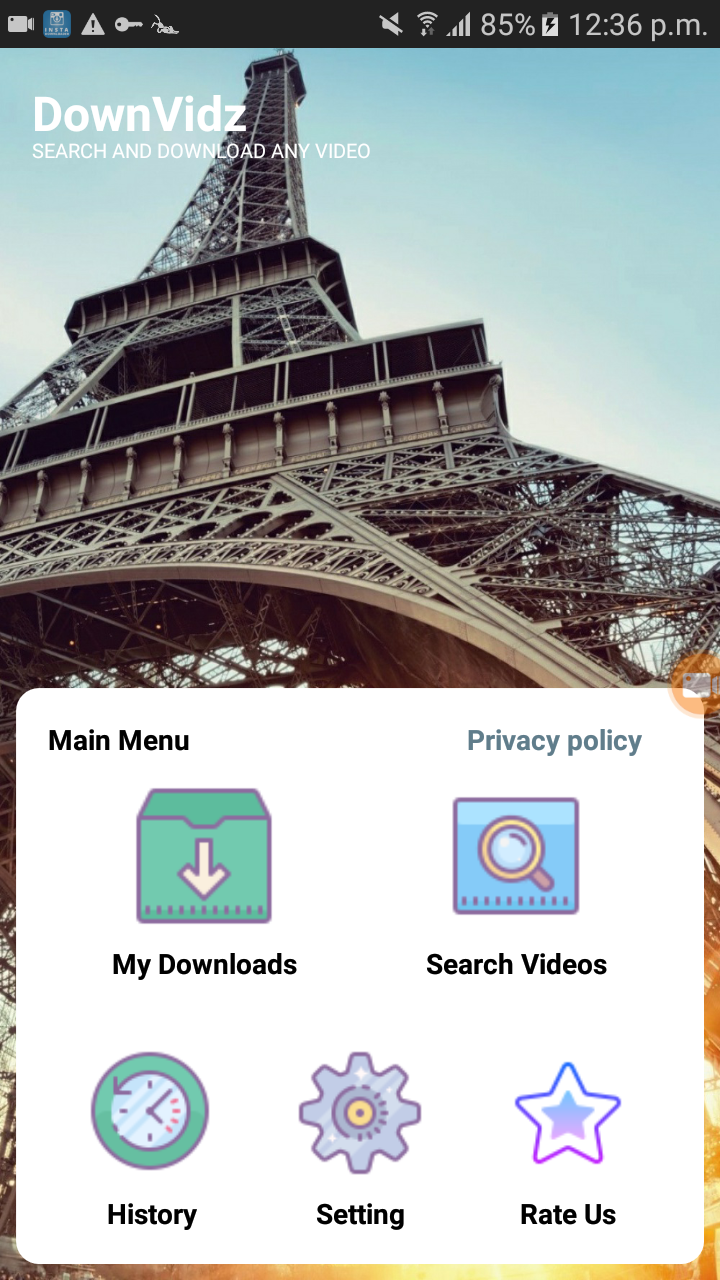 INSTA
85% 12:36 p.m.
DownVidz
SEARCH AND DOWNLOAD ANY VIDEO
Main Menu
Privacy policy
My Downloads
Search Videos
History
Setting
Rate Us